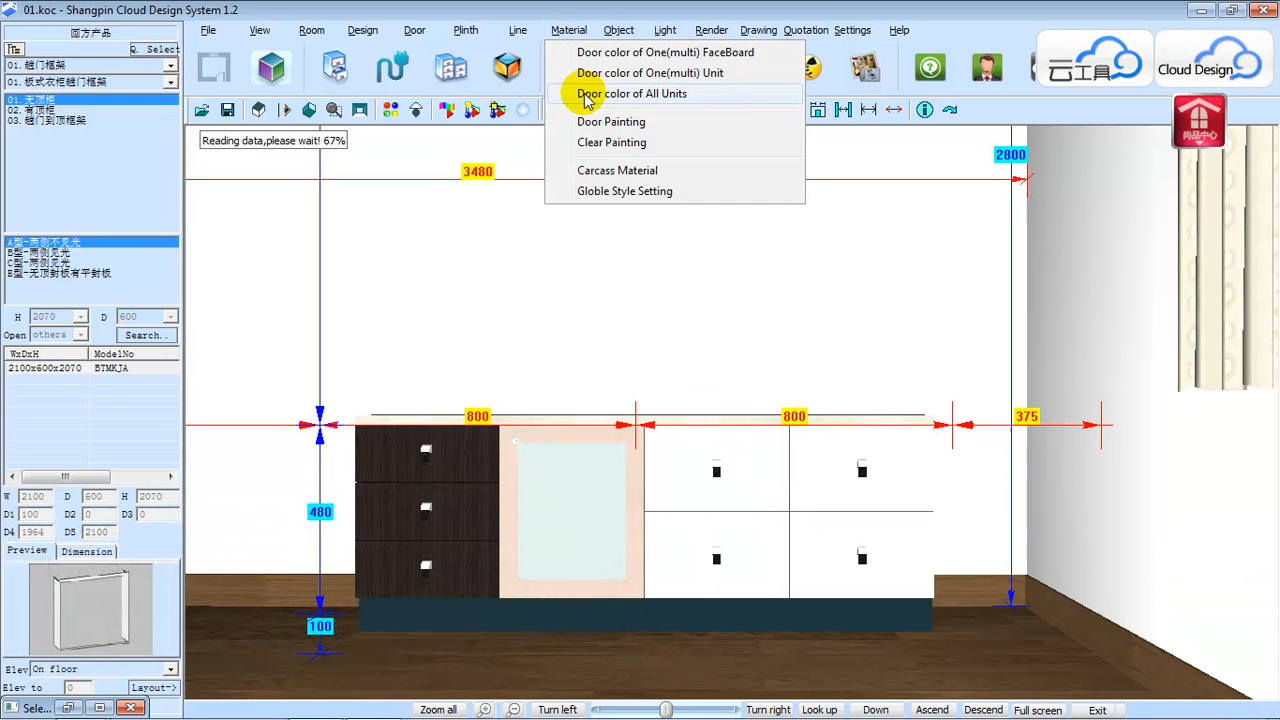 01.koc - Shangpin Cloud Design System 1.2
圆方产品
File View Room Design Door Plinth Line Material Object Light Render Drawing Quotation Settings Help
Q. Select
01. 缝门框架
01. 板式衣柜缝门框架
01. 无顶柜
02. 有顶柜
03. 缝门到顶框架
Door color of One(multi) FaceBoard
Door color of One(multi) Unit
Door color of All Units
Door Painting
Clear Painting
Carcass Material
Globle Style Setting
云工具
Cloud Design
尚品中心
Reading data,please wait! 67%
3480
2800
A型-两侧不见光
B型-两侧见光
C型-两侧见光
E型-无顶封板有平封板
H 2070 D 600
Open others Search..
WxDxH ModelNo
2100x600x2070 BTMKJA
800 800 375
480
100
W 2100 D 600 H 2070
D1 100 D2 0 D3 0
D4 1964 D5 2100
Preview Dimension
Elev On floor
Elev to 0 Layout->
Sele...
Zoom all Turn left Turn right Look up Down Ascend Descend Full screen Exit